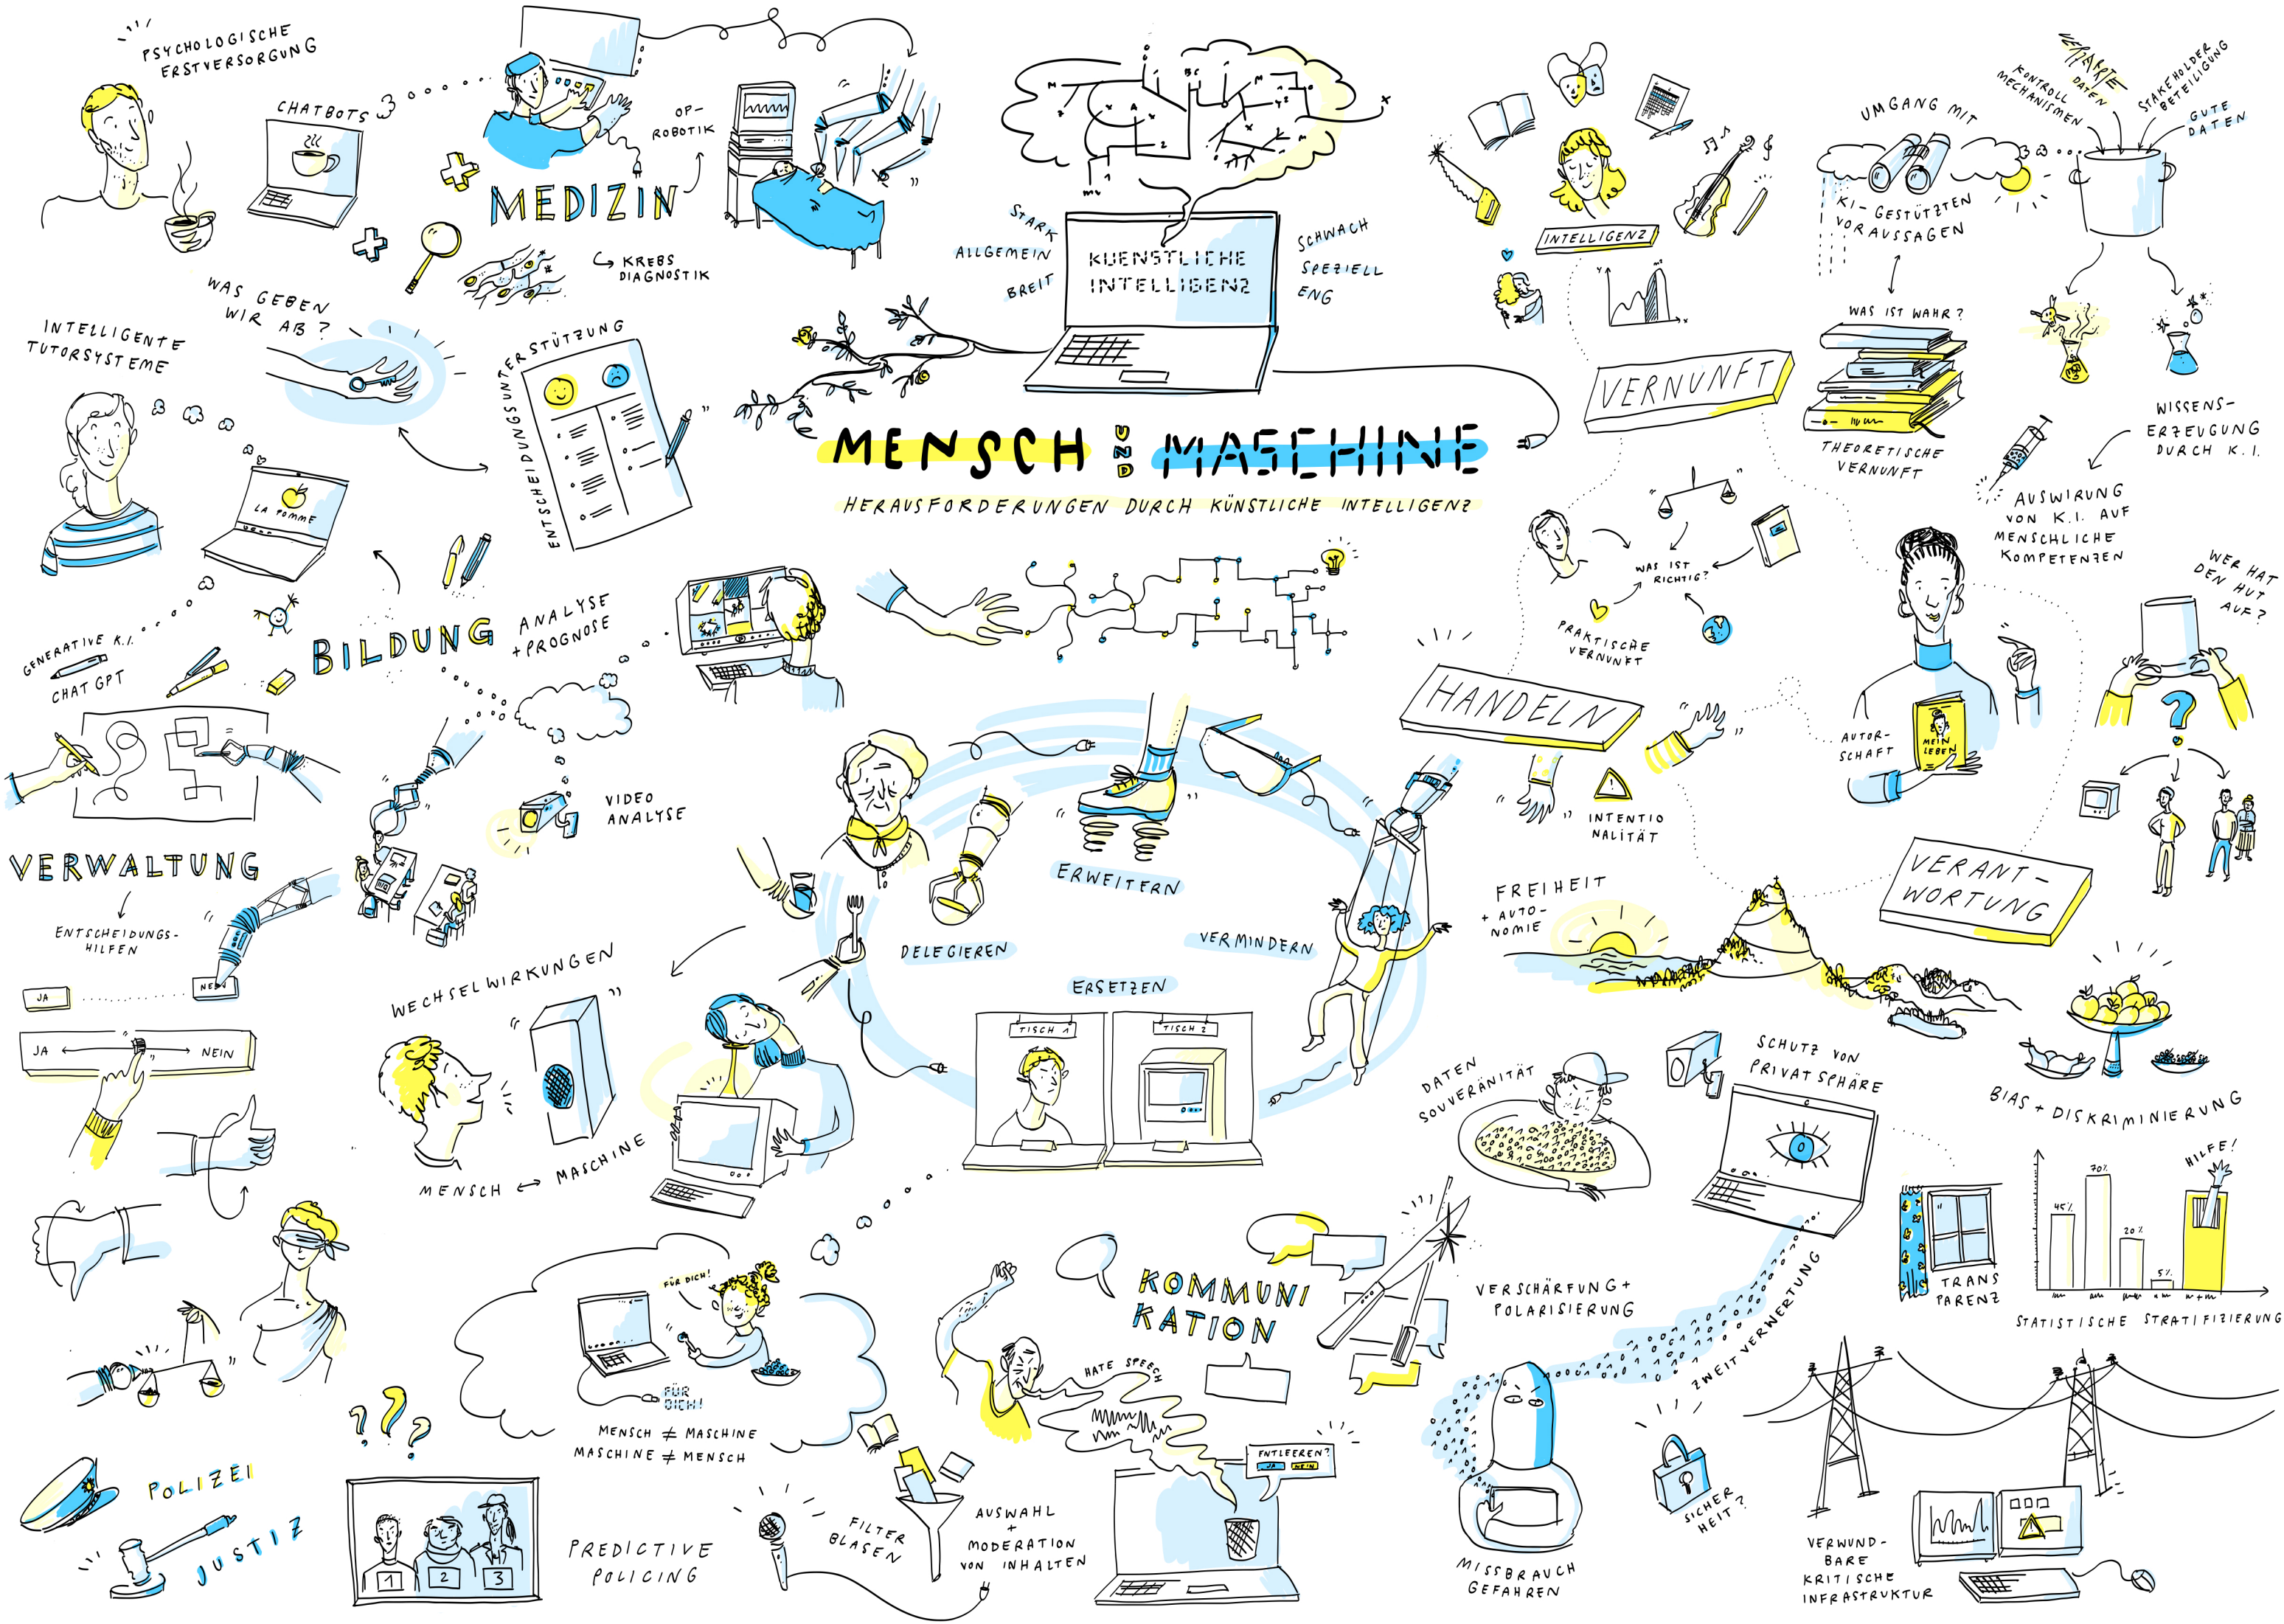 PSYCHOLOGISCHE
ERSTVERSORGUNG
CHATBOTS
OP-
ROBOTIK
MEDIZIN
KREBS
DIAGNOSTIK
WAS GEBEN
WIR AB?
INTELLIGENTE
TUTORSYSTEME
ENTSCHEIDUNGSUNTERSTÜTZUNG
LA POMME
GENERATIVE K.I.
CHAT GPT
BILDUNG
ANALYSE
+ PROGNOSE
VIDEO
ANALYSE
STARK
ALLGEMEIN
BREIT
KUENSTLICHE
INTELLIGENZ
SCHWACH
SPEZIELL
ENG
MENSCH UND MASCHINE
HERAUSFORDERUNGEN DURCH KÜNSTLICHE INTELLIGENZ
INTELLIGENZ
VERNUNFT
UMGANG MIT
KI-GESTÜTZTEN
VORAUSSAGEN
KONTROLL
MECHANISMEN
DATEN
STAKEHOLDER
BETEILIGUNG
GUTE
DATEN
WAS IST WAHR?
THEORETISCHE
VERNUNFT
WISSENS-
ERZEUGUNG
DURCH K.I.
AUSWIRUNG
VON K.I. AUF
MENSCHLICHE
KOMPETENZEN
WAS IST
RICHTIG?
PRAKTISCHE
VERNUNFT
WER HAT
DEN HUT
AUF?
HANDELN
AUTOR-
SCHAFT
MEIN
LEBEN
INTENTIO
NALITÄT
VERANT-
WORTUNG
FREIHEIT
+ AUTO-
NOMIE
VERWALTUNG
ENTSCHEIDUNGS-
HILFEN
JA
NEIN
JA
NEIN
WECHSELWIRKUNGEN
MENSCH ↔ MASCHINE
ERWEITERN
DELEGIEREN
VERMINDERN
ERSETZEN
TISCH 1
TISCH 2
DATEN
SOUVERÄNITÄT
SCHUTZ VON
PRIVATSPHÄRE
BIAS + DISKRIMINIERUNG
HILFE!
45%
70%
20%
5%
STATISTISCHE STRATIFIZIERUNG
TRANS
PARENZ
FÜR DICH!
FÜR
DICH!
MENSCH ≠ MASCHINE
MASCHINE ≠ MENSCH
KOMMUNI
KATION
HATE SPEECH
ENTLEEREN?
JA
NEIN
VERSCHÄRFUNG +
POLARISIERUNG
ZWEITVERWERTUNG
POLIZEI
JUSTIZ
1
2
3
PREDICTIVE
POLICING
FILTER
BLASEN
AUSWAHL
+
MODERATION
VON INHALTEN
MISSBRAUCH
GEFAHREN
SICHER
HEIT?
VERWUND-
BARE
KRITISCHE
INFRASTRUKTUR